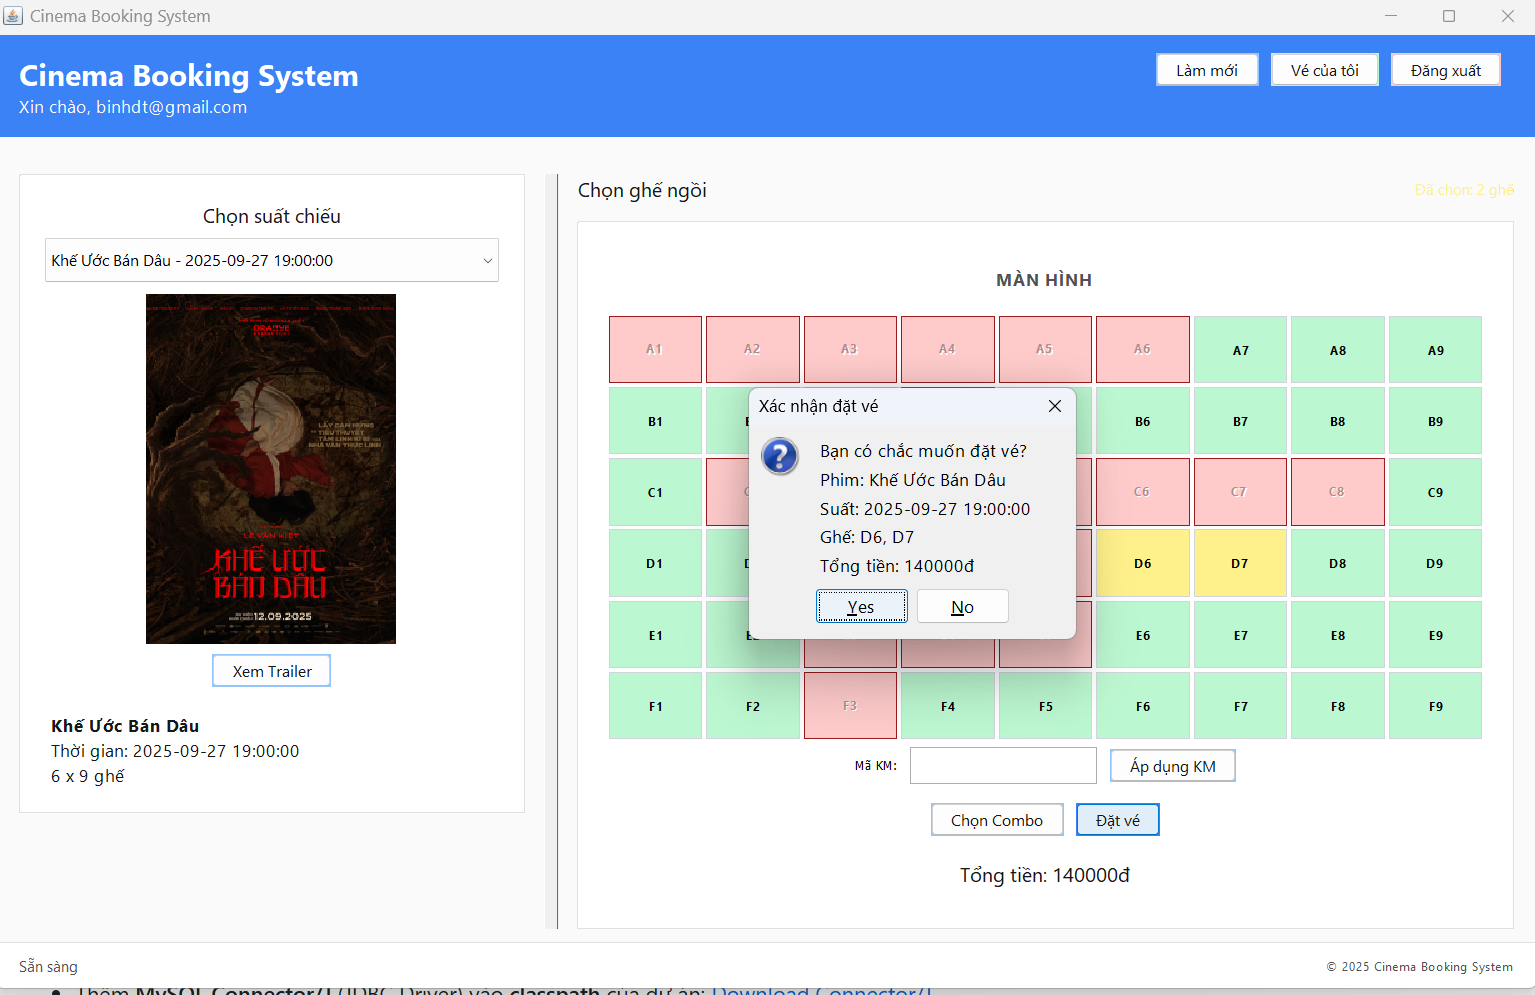 Cinema Booking System
Cinema Booking System
Xin chào, binhdt@gmail.com
Làm mới
Vé của tôi
Đăng xuất
Chọn suất chiếu
Khế Ước Bán Dâu - 2025-09-27 19:00:00
LÊ VĂN KIỆT
KHẾ ƯỚC
BÁN DÂU
12.09.2025
Xem Trailer
Khế Ước Bán Dâu
Thời gian: 2025-09-27 19:00:00
6 x 9 ghế
Chọn ghế ngồi
Đã chọn: 2 ghế
MÀN HÌNH
A1 A2 A3 A4 A5 A6 A7 A8 A9
B1 B6 B7 B8 B9
C1 C6 C7 C8 C9
D1 D6 D7 D8 D9
E1 E6 E7 E8 E9
F1 F2 F3 F4 F5 F6 F7 F8 F9
Xác nhận đặt vé
Bạn có chắc muốn đặt vé?
Phim: Khế Ước Bán Dâu
Suất: 2025-09-27 19:00:00
Ghế: D6, D7
Tổng tiền: 140000đ
Yes
No
Mã KM:
Áp dụng KM
Chọn Combo
Đặt vé
Tổng tiền: 140000đ
Sẵn sàng
© 2025 Cinema Booking System
Thêm MySQL Connector/J (JDBC Driver) vào classpath của dự án: Download Connector/J